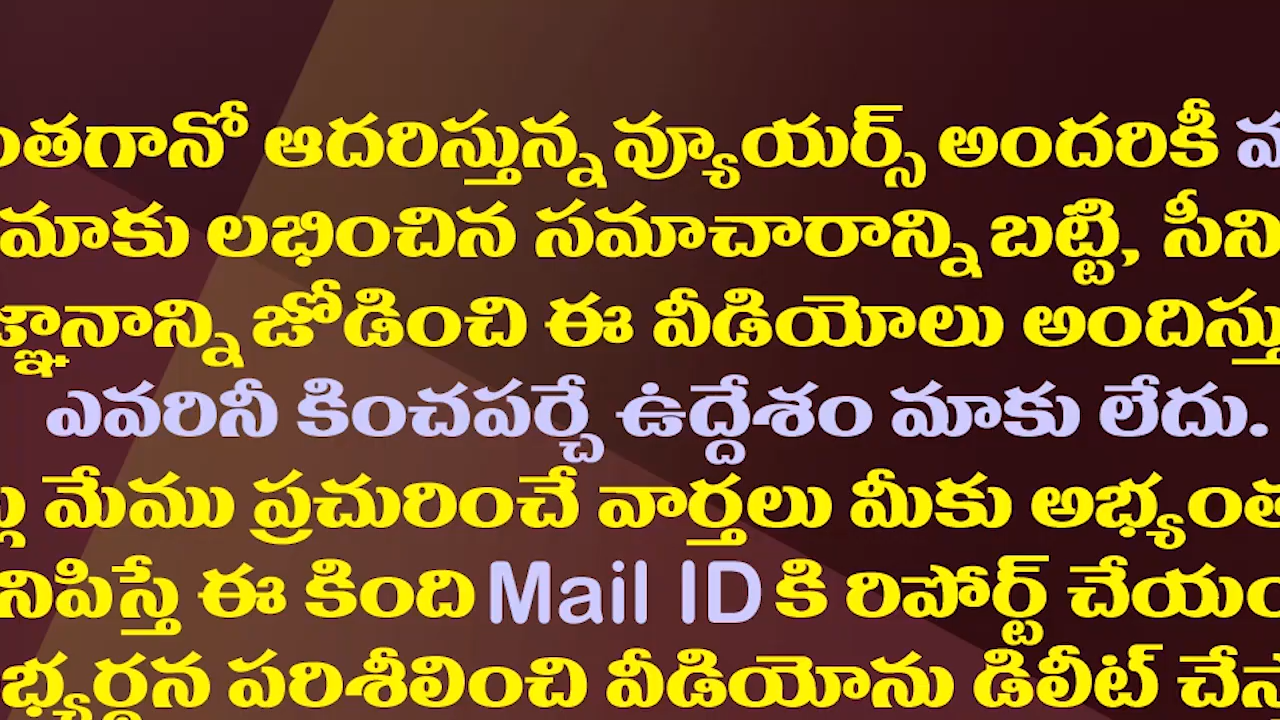 ఆదరిస్తున్న వ్యూయర్స్ అందరికీ
మాకు లభించిన సమాచారాన్ని బట్టి,
జోడించి ఈ వీడియోలు
ఎవరినీ కించపర్చే ఉద్దేశం మాకు లేదు.
మేము ప్రచురించే వార్తలు మీకు
ఈ కింది Mail ID కి రిపోర్ట్
పరిశీలించి వీడియోను డిలీట్